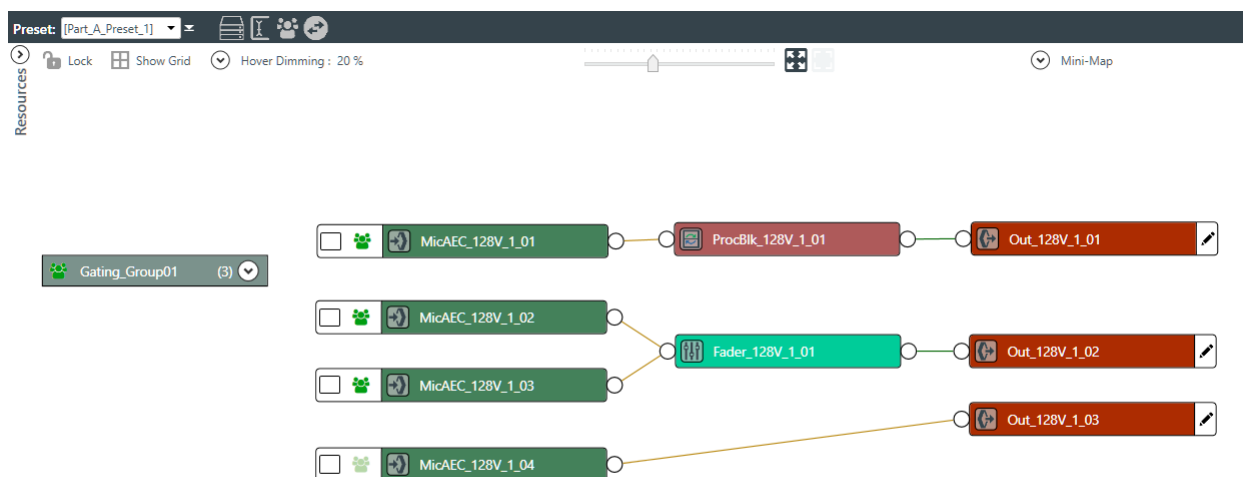 Preset: [Part_A_Preset_1]
Lock Show Grid Hover Dimming : 20 % Mini-Map
Resources
MicAEC_128V_1_01 ProcBlk_128V_1_01 Out_128V_1_01
Gating_Group01 (3)
MicAEC_128V_1_02
Fader_128V_1_01 Out_128V_1_02
MicAEC_128V_1_03
Out_128V_1_03
MicAEC_128V_1_04